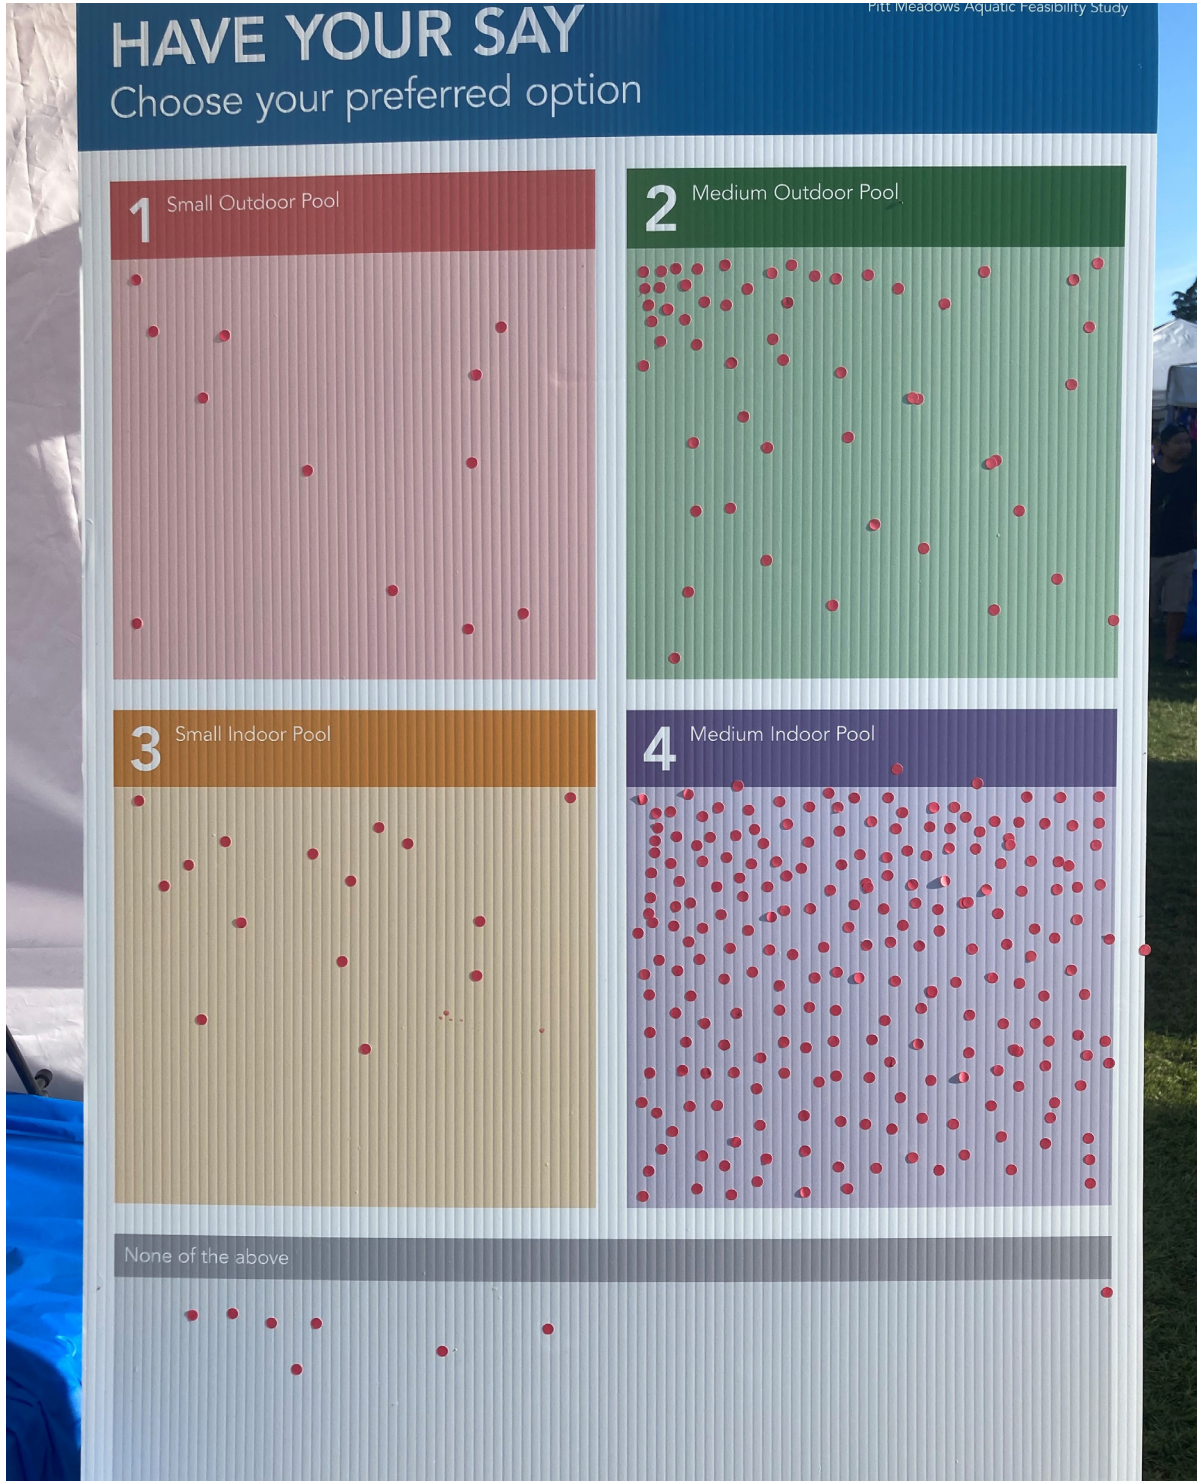 Pitt Meadows Aquatic Feasibility Study
HAVE YOUR SAY
Choose your preferred option
1 Small Outdoor Pool
2 Medium Outdoor Pool
3 Small Indoor Pool
4 Medium Indoor Pool
None of the above